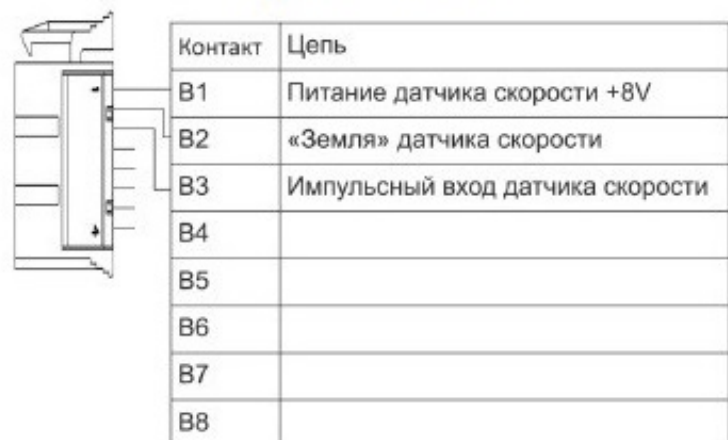 Контакт Цепь
B1 Питание датчика скорости +8V
B2 «Земля» датчика скорости
B3 Импульсный вход датчика скорости
B4
B5
B6
B7
B8